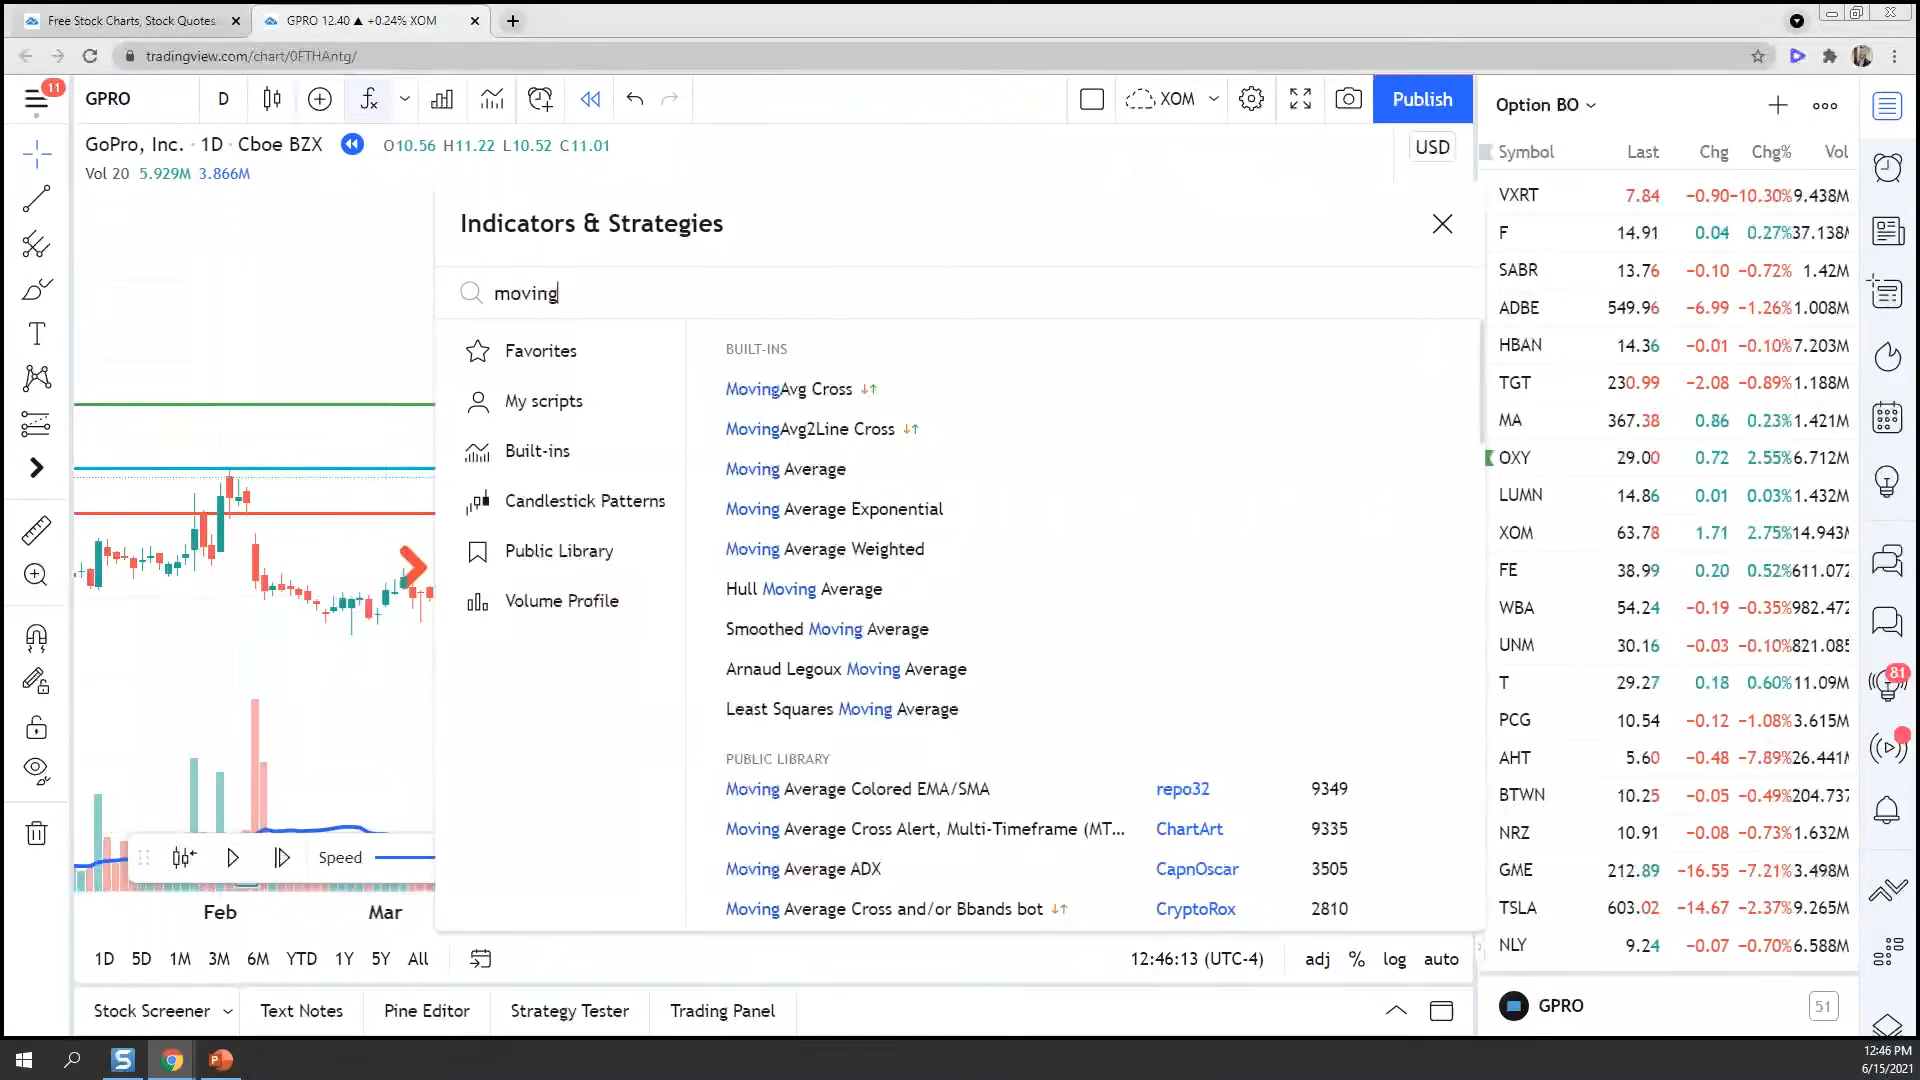 Free Stock Charts, Stock Quotes
GPRO 12.40 ▲ +0.24% XOM
tradingview.com/chart/0FTHAntg/
11
GPRO
D
XOM
Publish
GoPro, Inc. · 1D · Cboe BZX
O10.56 H11.22 L10.52 C11.01
USD
Vol 20 5.929M 3.866M
Indicators & Strategies
moving
Favorites
My scripts
Built-ins
Candlestick Patterns
Public Library
Volume Profile
BUILT-INS
MovingAvg Cross
MovingAvg2Line Cross
Moving Average
Moving Average Exponential
Moving Average Weighted
Hull Moving Average
Smoothed Moving Average
Arnaud Legoux Moving Average
Least Squares Moving Average
PUBLIC LIBRARY
Moving Average Colored EMA/SMA repo32 9349
Moving Average Cross Alert, Multi-Timeframe (MT... ChartArt 9335
Moving Average ADX CapnOscar 3505
Moving Average Cross and/or Bbands bot CryptoRox 2810
Speed
Feb Mar
1D 5D 1M 3M 6M YTD 1Y 5Y All
12:46:13 (UTC-4) adj % log auto
Stock Screener Text Notes Pine Editor Strategy Tester Trading Panel
Option BO
Symbol Last Chg Chg% Vol
VXRT 7.84 −0.90 −10.30% 9.438M
F 14.91 0.04 0.27% 37.138M
SABR 13.76 −0.10 −0.72% 1.42M
ADBE 549.96 −6.99 −1.26% 1.008M
HBAN 14.36 −0.01 −0.10% 7.203M
TGT 230.99 −2.08 −0.89% 1.188M
MA 367.38 0.86 0.23% 1.421M
OXY 29.00 0.72 2.55% 6.712M
LUMN 14.86 0.01 0.03% 1.432M
XOM 63.78 1.71 2.75% 14.943M
FE 38.99 0.20 0.52% 611.072
WBA 54.24 −0.19 −0.35% 982.472
UNM 30.16 −0.03 −0.10% 821.085
T 29.27 0.18 0.60% 11.09M
PCG 10.54 −0.12 −1.08% 3.615M
AHT 5.60 −0.48 −7.89% 26.441M
BTWN 10.25 −0.05 −0.49% 204.737
NRZ 10.91 −0.08 −0.73% 1.632M
GME 212.89 −16.55 −7.21% 3.498M
TSLA 603.02 −14.67 −2.37% 9.265M
NLY 9.24 −0.07 −0.70% 6.588M
GPRO 51
81
12:46 PM
6/15/2021